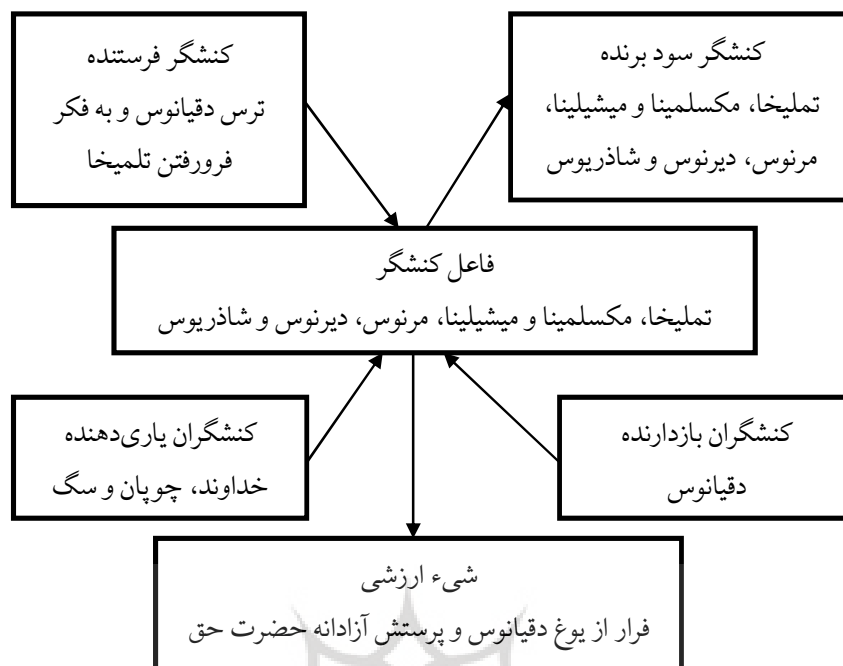 کنشگر سود برنده
تملیخا، مکسلمینا و میشیلینا،
مرنوس، دیرنوس و شاذریوس
کنشگر فرستنده
ترس دقیانوس و به فکر
فرورفتن تلمیخا
فاعل کنشگر
تملیخا، مکسلمینا و میشیلینا، مرنوس، دیرنوس و شاذریوس
کنشگران بازدارنده
دقیانوس
کنشگران یاری‌دهنده
خداوند، چوپان و سگ
شیء ارزشی
فرار از یوغ دقیانوس و پرستش آزادانه حضرت حق